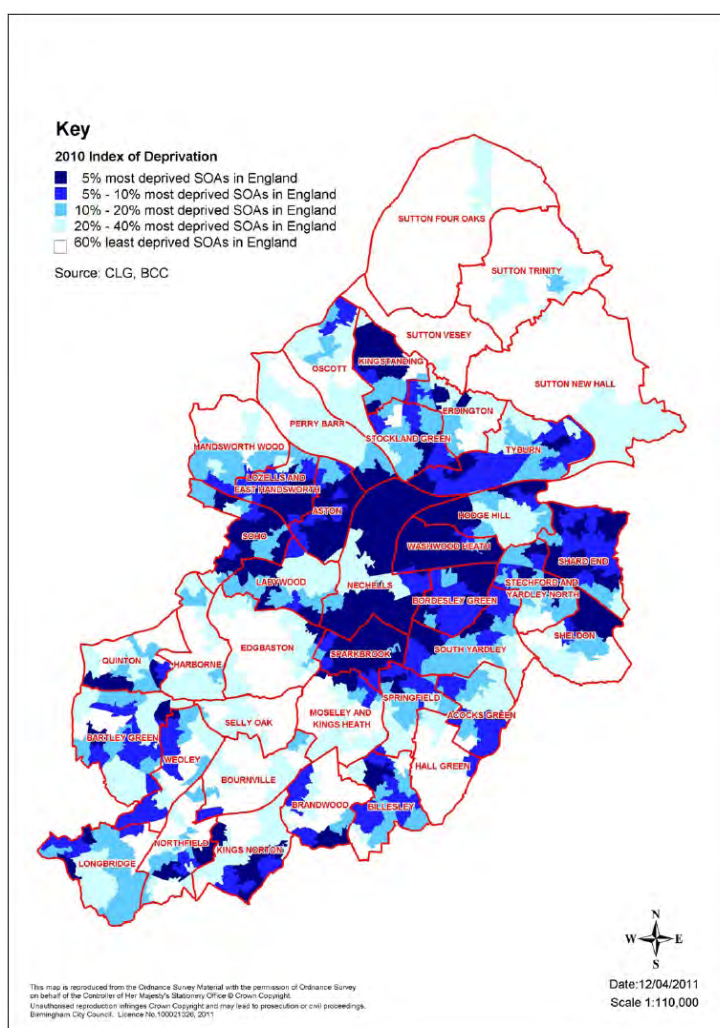 Key
2010 Index of Deprivation
5% most deprived SOAs in England
5% - 10% most deprived SOAs in England
10% - 20% most deprived SOAs in England
20% - 40% most deprived SOAs in England
60% least deprived SOAs in England
Source: CLG, BCC
SUTTON FOUR OAKS
SUTTON TRINITY
SUTTON VESEY
KINGSTANDING
OSCOTT
SUTTON NEW HALL
ERDINGTON
PERRY BARR
STOCKLAND GREEN
HANDSWORTH WOOD
TYBURN
LOZELLS AND
EAST HANDSWORTH
ASTON
HODGE HILL
SOHO
WASHWOOD HEATH
SHARD END
LADYWOOD
NECHELLS
STECHFORD AND
YARDLEY NORTH
BORDESLEY GREEN
SHELDON
EDGBASTON
SPARKBROOK
SOUTH YARDLEY
QUINTON
HARBORNE
SPRINGFIELD
MOSELEY AND
KINGS HEATH
ACOCKS GREEN
SELLY OAK
BARTLEY GREEN
WEOLEY
HALL GREEN
BOURNVILLE
BRANDWOOD
BILLESLEY
NORTHFIELD
KINGS NORTON
LONGBRIDGE
N
W E
S
Date:12/04/2011
Scale 1:110,000
This map is reproduced from the Ordnance Survey Material with the permission of Ordnance Survey
on behalf of the Controller of Her Majesty's Stationery Office © Crown Copyright.
Unauthorised reproduction infringes Crown Copyright and may lead to prosecution or civil proceedings.
Birmingham City Council. Licence No.100021326, 2011